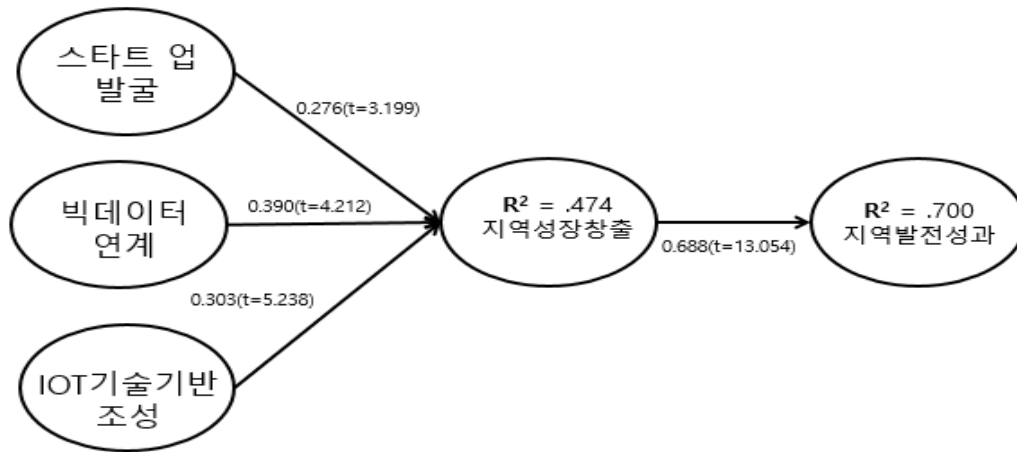 스타트 업
발굴
0.276(t=3.199)
빅데이터
연계
0.390(t=4.212)
R² = .474
지역성장창출
0.688(t=13.054)
R² = .700
지역발전성과
0.303(t=5.238)
IOT기술기반
조성